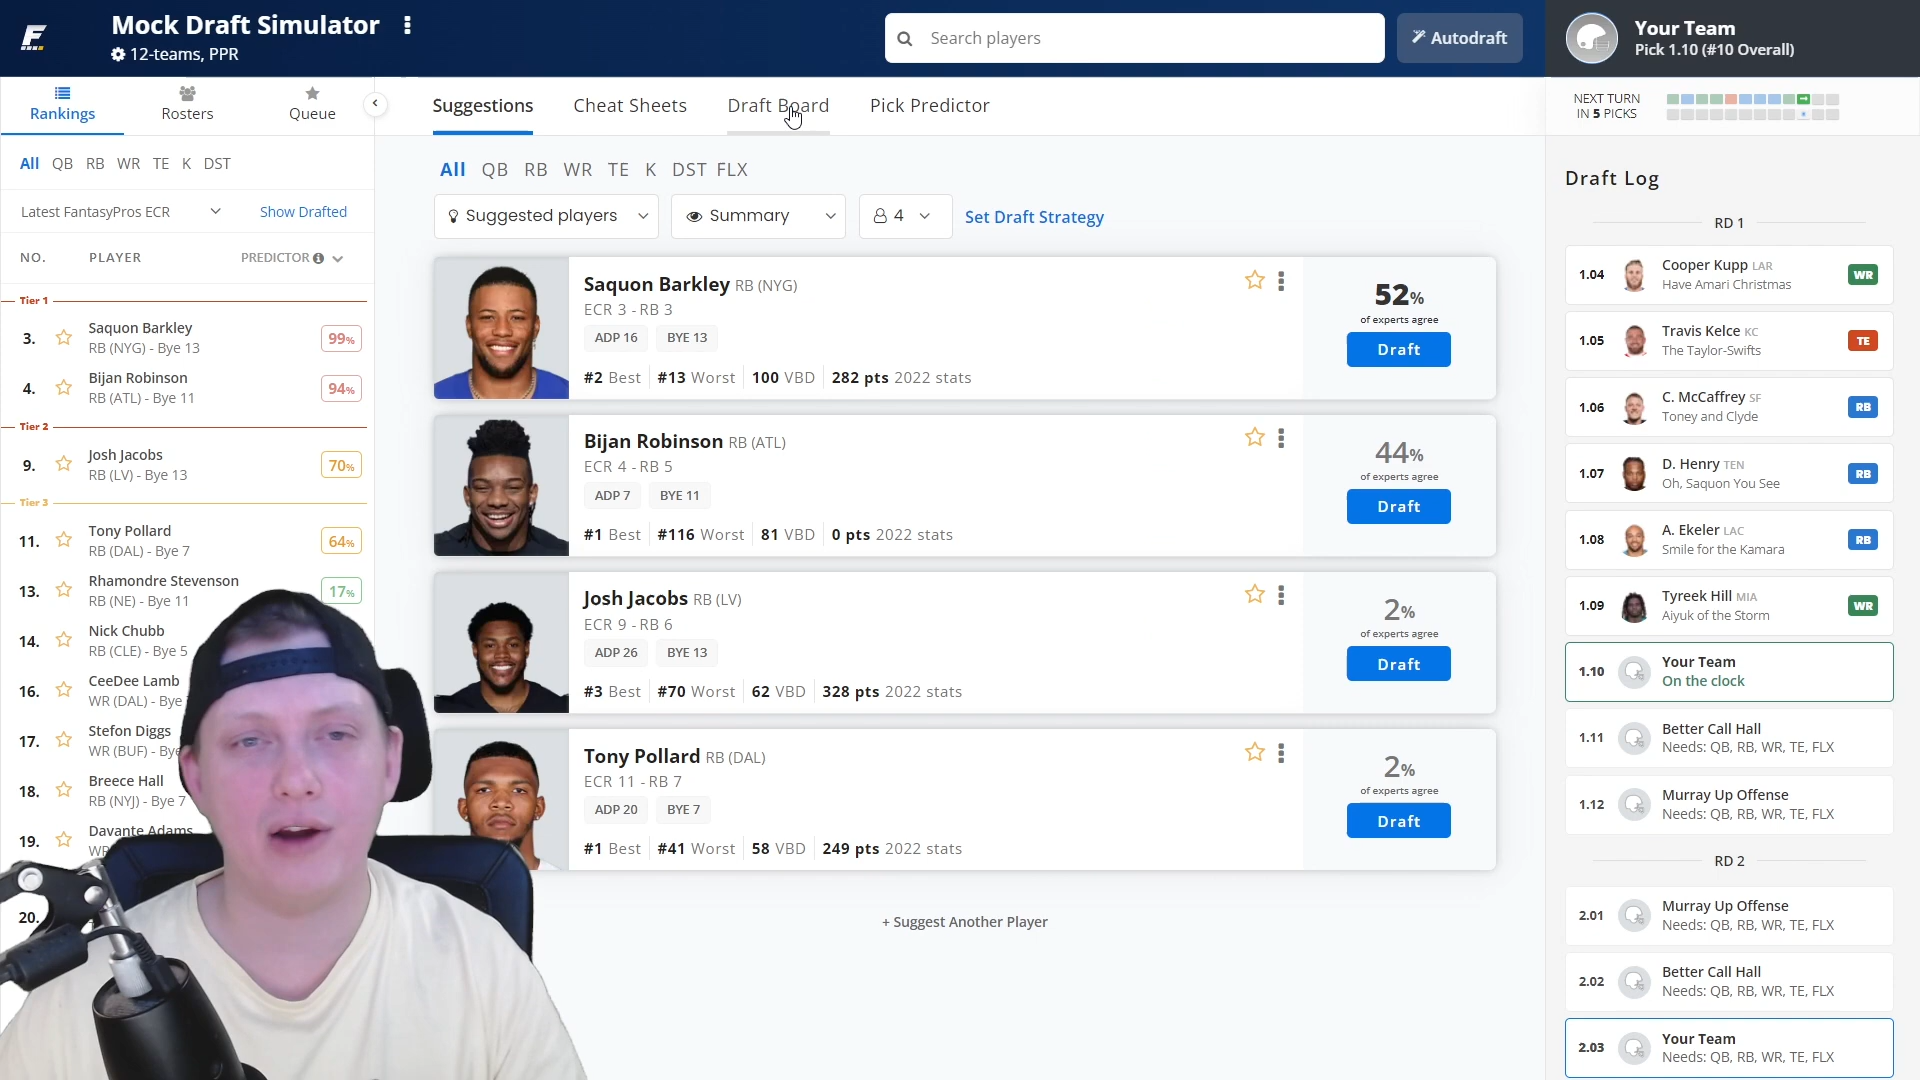 Mock Draft Simulator
12-teams, PPR
Search players
Autodraft
Your Team
Pick 1.10 (#10 Overall)
Rankings
Rosters
Queue
Suggestions
Cheat Sheets
Draft Board
Pick Predictor
NEXT TURN
IN 5 PICKS
All QB RB WR TE K DST
Latest FantasyPros ECR
Show Drafted
NO. PLAYER PREDICTOR
Tier 1
3. Saquon Barkley
RB (NYG) - Bye 13
99%
4. Bijan Robinson
RB (ATL) - Bye 11
94%
Tier 2
9. Josh Jacobs
RB (LV) - Bye 13
70%
Tier 3
11. Tony Pollard
RB (DAL) - Bye 7
64%
13. Rhamondre Stevenson
RB (NE) - Bye 11
17%
14. Nick Chubb
RB (CLE) - Bye 5
16. CeeDee Lamb
WR (DAL) - Bye
17. Stefon Diggs
WR (BUF) - Bye
18. Breece Hall
RB (NYJ) - Bye 7
19. Davante Adams
WR
20.
All QB RB WR TE K DST FLX
Suggested players
Summary
4
Set Draft Strategy
Saquon Barkley RB (NYG)
ECR 3 - RB 3
ADP 16 BYE 13
#2 Best #13 Worst 100 VBD 282 pts 2022 stats
52%
of experts agree
Draft
Bijan Robinson RB (ATL)
ECR 4 - RB 5
ADP 7 BYE 11
#1 Best #116 Worst 81 VBD 0 pts 2022 stats
44%
of experts agree
Draft
Josh Jacobs RB (LV)
ECR 9 - RB 6
ADP 26 BYE 13
#3 Best #70 Worst 62 VBD 328 pts 2022 stats
2%
of experts agree
Draft
Tony Pollard RB (DAL)
ECR 11 - RB 7
ADP 20 BYE 7
#1 Best #41 Worst 58 VBD 249 pts 2022 stats
2%
of experts agree
Draft
+ Suggest Another Player
Draft Log
RD 1
1.04 Cooper Kupp LAR
Have Amari Christmas
WR
1.05 Travis Kelce KC
The Taylor-Swifts
TE
1.06 C. McCaffrey SF
Toney and Clyde
RB
1.07 D. Henry TEN
Oh, Saquon You See
RB
1.08 A. Ekeler LAC
Smile for the Kamara
RB
1.09 Tyreek Hill MIA
Aiyuk of the Storm
WR
1.10 Your Team
On the clock
1.11 Better Call Hall
Needs: QB, RB, WR, TE, FLX
1.12 Murray Up Offense
Needs: QB, RB, WR, TE, FLX
RD 2
2.01 Murray Up Offense
Needs: QB, RB, WR, TE, FLX
2.02 Better Call Hall
Needs: QB, RB, WR, TE, FLX
2.03 Your Team
Needs: QB, RB, WR, TE, FLX